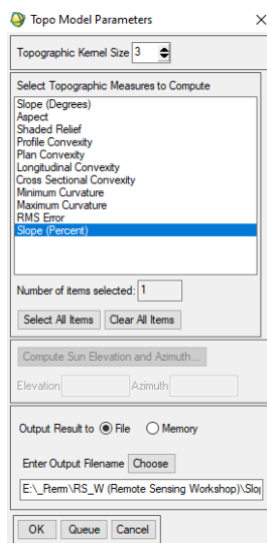 Topo Model Parameters
Topographic Kernel Size 3
Select Topographic Measures to Compute
Slope (Degrees)
Aspect
Shaded Relief
Profile Convexity
Plan Convexity
Longitudinal Convexity
Cross Sectional Convexity
Minimum Curvature
Maximum Curvature
RMS Error
Slope (Percent)
Number of items selected: 1
Select All Items Clear All Items
Compute Sun Elevation and Azimuth...
Elevation Azimuth
Output Result to File Memory
Enter Output Filename Choose
E:\_Rerm\RS_W (Remote Sensing Workshop)\Slo
OK Queue Cancel